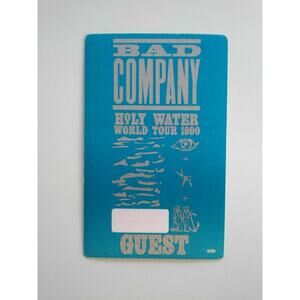 BAD
COMPANY
HOLY WATER
WORLD TOUR 1990
+
+
GUEST